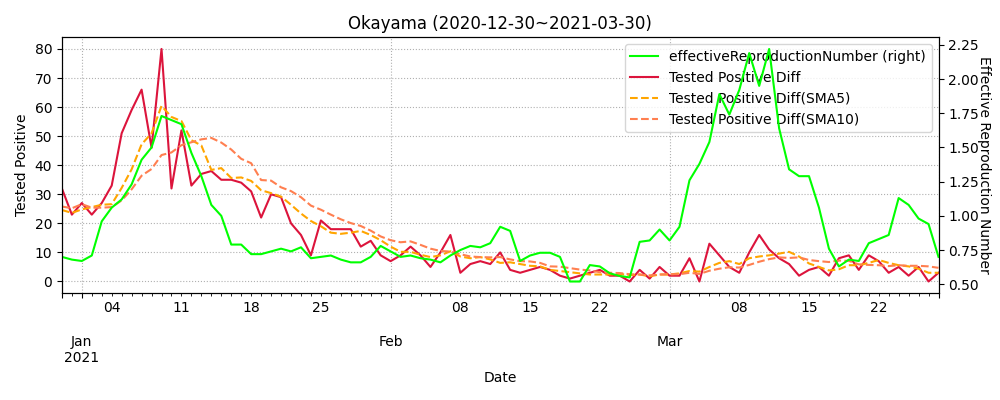 Okayama (2020-12-30~2021-03-30)
effectiveReproductionNumber (right)
Tested Positive Diff
Tested Positive Diff(SMA5)
Tested Positive Diff(SMA10)
Tested Positive
80
70
60
50
40
30
20
10
0
Effective Reproduction Number
2.25
2.00
1.75
1.50
1.25
1.00
0.75
0.50
04 11 18 25 08 15 22 08 15 22
Jan Feb Mar
2021
Date